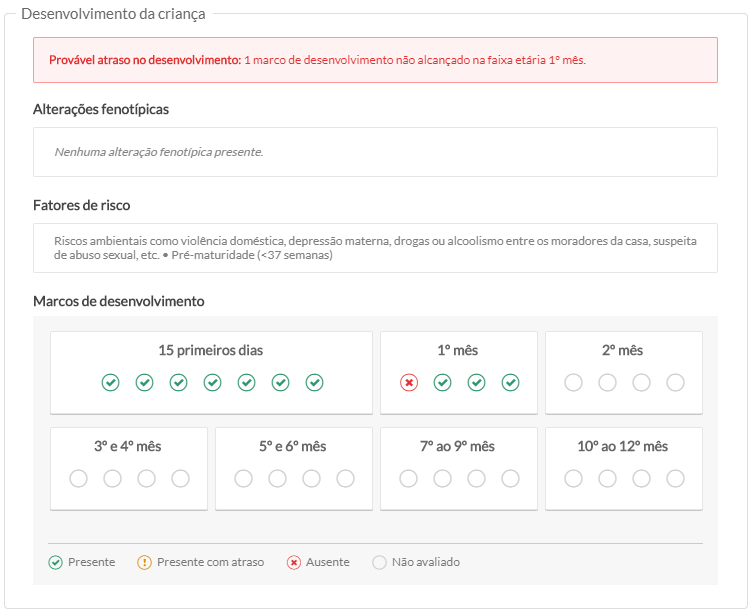 Desenvolvimento da criança
Provável atraso no desenvolvimento: 1 marco de desenvolvimento não alcançado na faixa etária 1º mês.
Alterações fenotípicas
Nenhuma alteração fenotípica presente.
Fatores de risco
Riscos ambientais como violência doméstica, depressão materna, drogas ou alcoolismo entre os moradores da casa, suspeita
de abuso sexual, etc. • Pré-maturidade (<37 semanas)
Marcos de desenvolvimento
15 primeiros dias
1º mês
2º mês
3º e 4º mês
5º e 6º mês
7º ao 9º mês
10º ao 12º mês
Presente
Presente com atraso
Ausente
Não avaliado